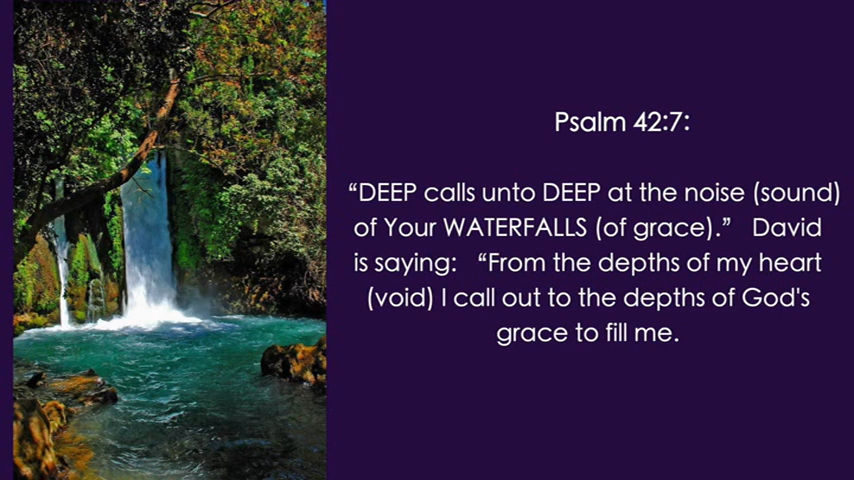 Psalm 42:7:
“DEEP calls unto DEEP at the noise (sound)
of Your WATERFALLS (of grace).” David
is saying: “From the depths of my heart
(void) I call out to the depths of God's
grace to fill me.